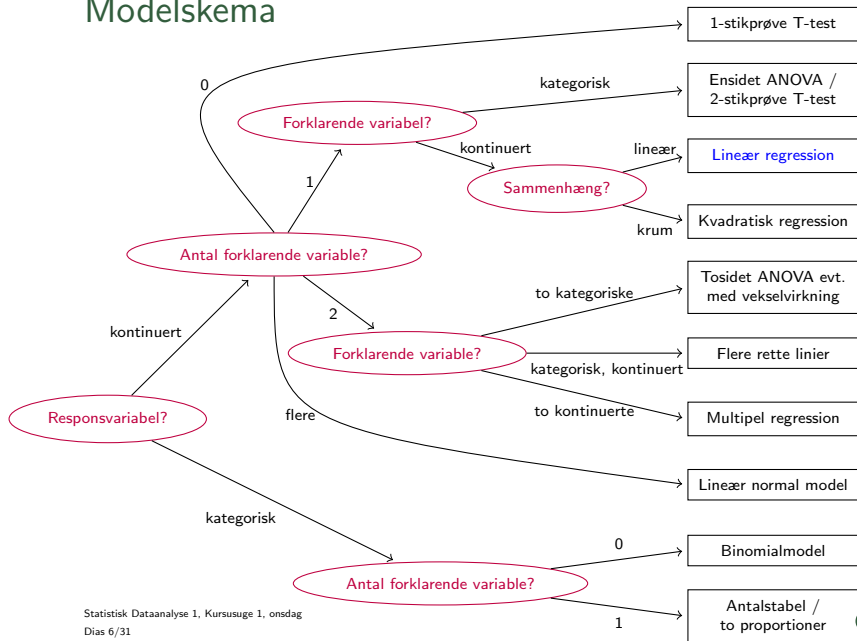 Modelskema
1-stikprøve T-test
0
kategorisk
Ensidet ANOVA /
2-stikprøve T-test
Forklarende variabel?
kontinuert
lineær
Lineær regression
1
Sammenhæng?
krum
Kvadratisk regression
Antal forklarende variable?
to kategoriske
Tosidet ANOVA evt.
med vekselvirkning
2
kontinuert
Forklarende variable?
kategorisk, kontinuert
Flere rette linier
to kontinuerte
Multipel regression
Responsvariabel?
flere
Lineær normal model
kategorisk
0
Binomialmodel
Antal forklarende variable?
1
Antalstabel /
to proportioner
Statistisk Dataanalyse 1, Kursusuge 1, onsdag
Dias 6/31